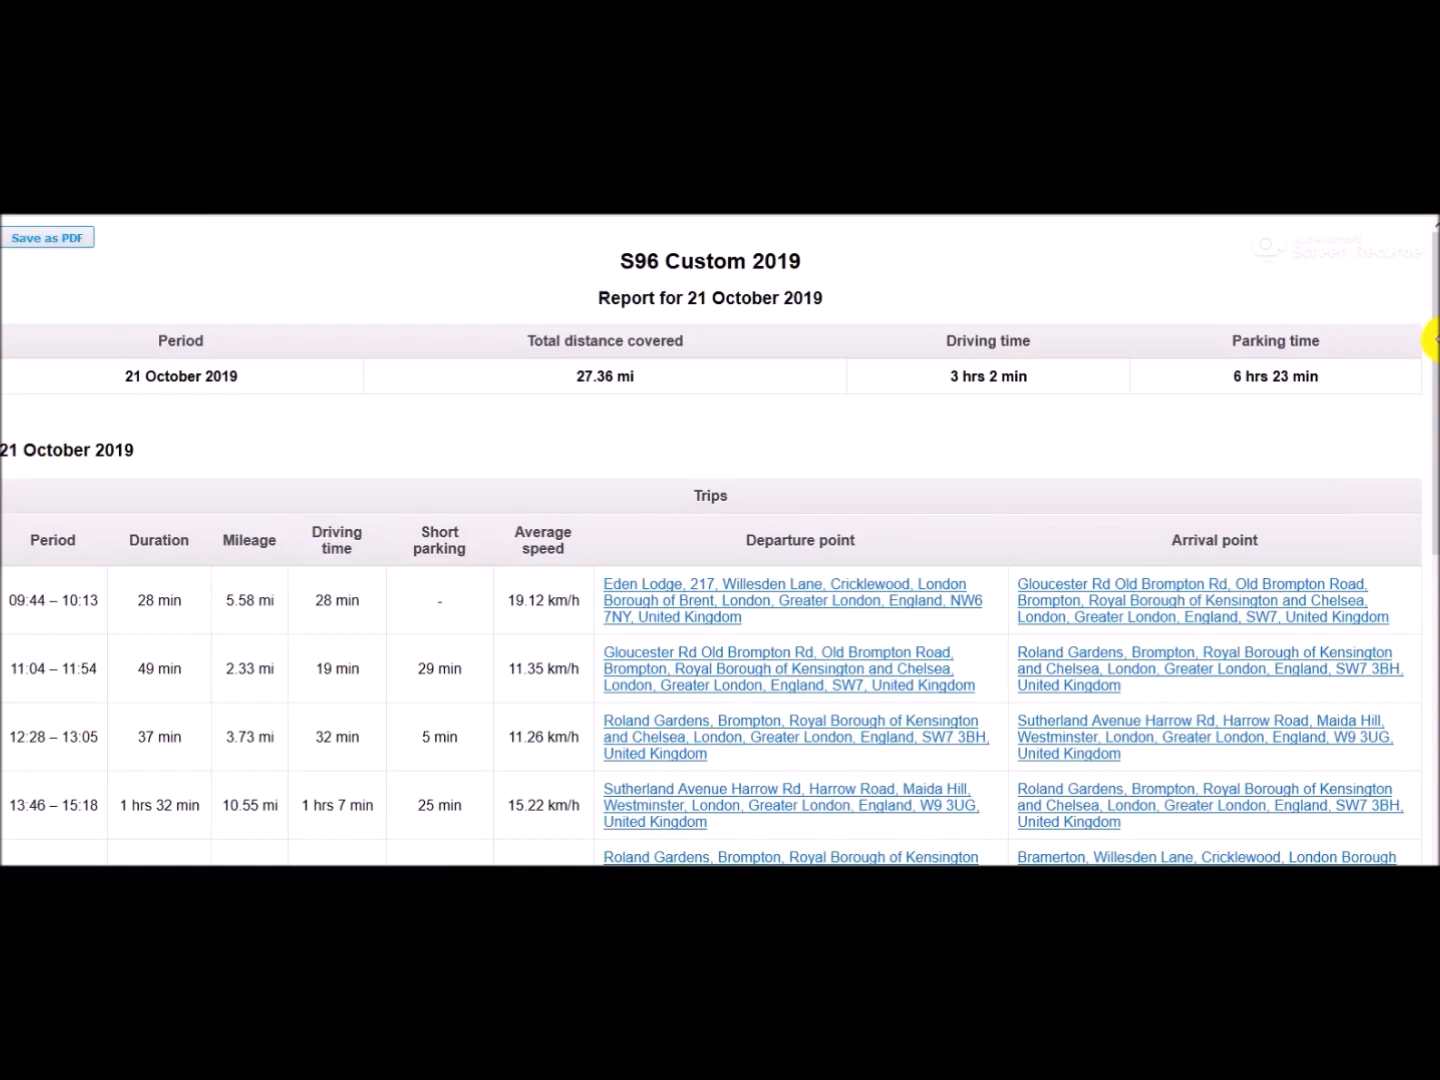 Save as PDF
Screen Recorder
S96 Custom 2019
Report for 21 October 2019
Period Total distance covered Driving time Parking time
21 October 2019 27.36 mi 3 hrs 2 min 6 hrs 23 min
21 October 2019
Trips
Period Duration Mileage Driving time Short parking Average speed Departure point Arrival point
09:44 – 10:13 28 min 5.58 mi 28 min - 19.12 km/h
Eden Lodge, 217, Willesden Lane, Cricklewood, London
Borough of Brent, London, Greater London, England, NW6
7NY, United Kingdom
Gloucester Rd Old Brompton Rd, Old Brompton Road,
Brompton, Royal Borough of Kensington and Chelsea,
London, Greater London, England, SW7, United Kingdom
11:04 – 11:54 49 min 2.33 mi 19 min 29 min 11.35 km/h
Gloucester Rd Old Brompton Rd, Old Brompton Road,
Brompton, Royal Borough of Kensington and Chelsea,
London, Greater London, England, SW7, United Kingdom
Roland Gardens, Brompton, Royal Borough of Kensington
and Chelsea, London, Greater London, England, SW7 3BH,
United Kingdom
12:28 – 13:05 37 min 3.73 mi 32 min 5 min 11.26 km/h
Roland Gardens, Brompton, Royal Borough of Kensington
and Chelsea, London, Greater London, England, SW7 3BH,
United Kingdom
Sutherland Avenue Harrow Rd, Harrow Road, Maida Hill,
Westminster, London, Greater London, England, W9 3UG,
United Kingdom
13:46 – 15:18 1 hrs 32 min 10.55 mi 1 hrs 7 min 25 min 15.22 km/h
Sutherland Avenue Harrow Rd, Harrow Road, Maida Hill,
Westminster, London, Greater London, England, W9 3UG,
United Kingdom
Roland Gardens, Brompton, Royal Borough of Kensington
and Chelsea, London, Greater London, England, SW7 3BH,
United Kingdom
Roland Gardens, Brompton, Royal Borough of Kensington
Bramerton, Willesden Lane, Cricklewood, London Borough